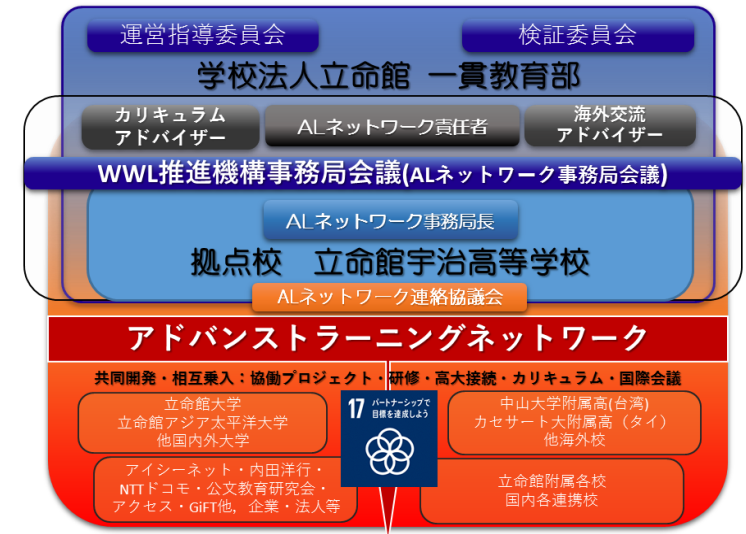 運営指導委員会
検証委員会
学校法人立命館 一貫教育部
カリキュラム
アドバイザー
ALネットワーク責任者
海外交流
アドバイザー
WWL推進機構事務局会議(ALネットワーク事務局会議)
ALネットワーク事務局長
拠点校 立命館宇治高等学校
ALネットワーク連絡協議会
アドバンストラーニングネットワーク
共同開発・相互乗入：協働プロジェクト・研修・高大接続・カリキュラム・国際会議
立命館大学
立命館アジア太平洋大学
他国内外大学
17 パートナーシップで
目標を達成しよう
中山大学附属高(台湾)
カセサート大附属高（タイ）
他海外校
アイシーネット・内田洋行・
NTTドコモ・公文教育研究会・
アクセス・GiFT他，企業・法人等
立命館附属各校
国内各連携校